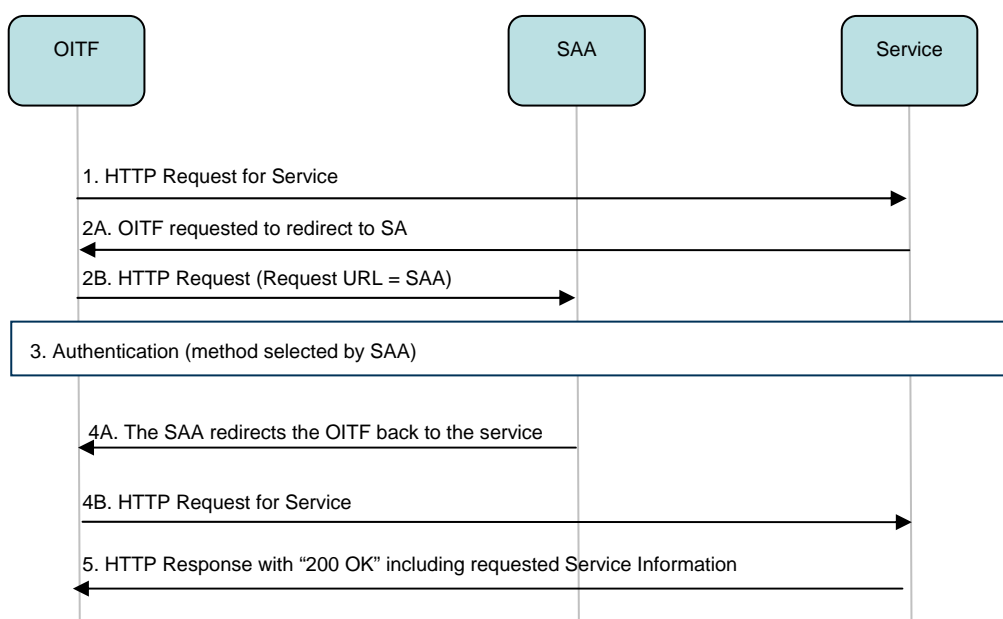 OITF
SAA
Service
1. HTTP Request for Service
2A. OITF requested to redirect to SA
2B. HTTP Request (Request URL = SAA)
3. Authentication (method selected by SAA)
4A. The SAA redirects the OITF back to the service
4B. HTTP Request for Service
5. HTTP Response with “200 OK” including requested Service Information